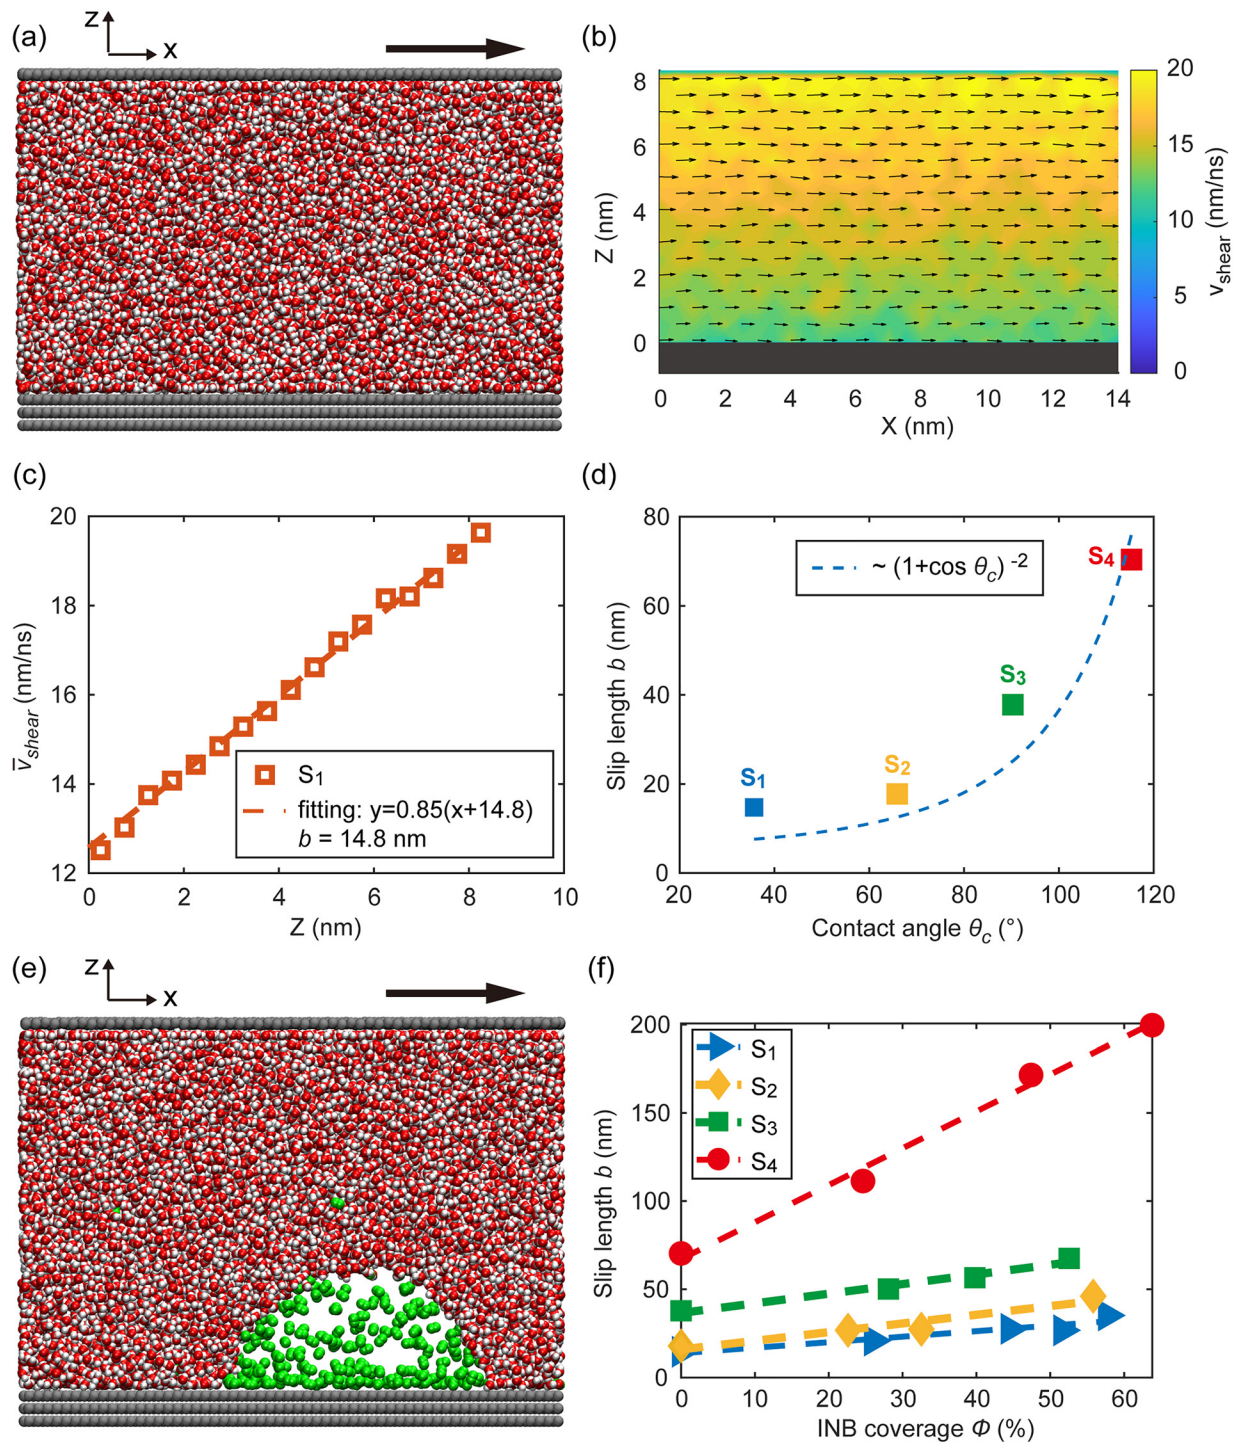 (a)
z
x
(b)
8
6
4
2
0
Z (nm)
0 2 4 6 8 10 12 14
X (nm)
20
15
10
5
0
vshear (nm/ns)
(c)
20
18
16
14
12
v̅shear (nm/ns)
0 2 4 6 8 10
Z (nm)
S1
fitting: y=0.85(x+14.8)
b = 14.8 nm
(d)
80
60
40
20
0
Slip length b (nm)
~ (1+cos θc) -2
S4
S3
S2
S1
20 40 60 80 100 120
Contact angle θc (°)
(e)
z
x
(f)
200
150
100
50
0
Slip length b (nm)
S1
S2
S3
S4
0 10 20 30 40 50 60
INB coverage Φ (%)